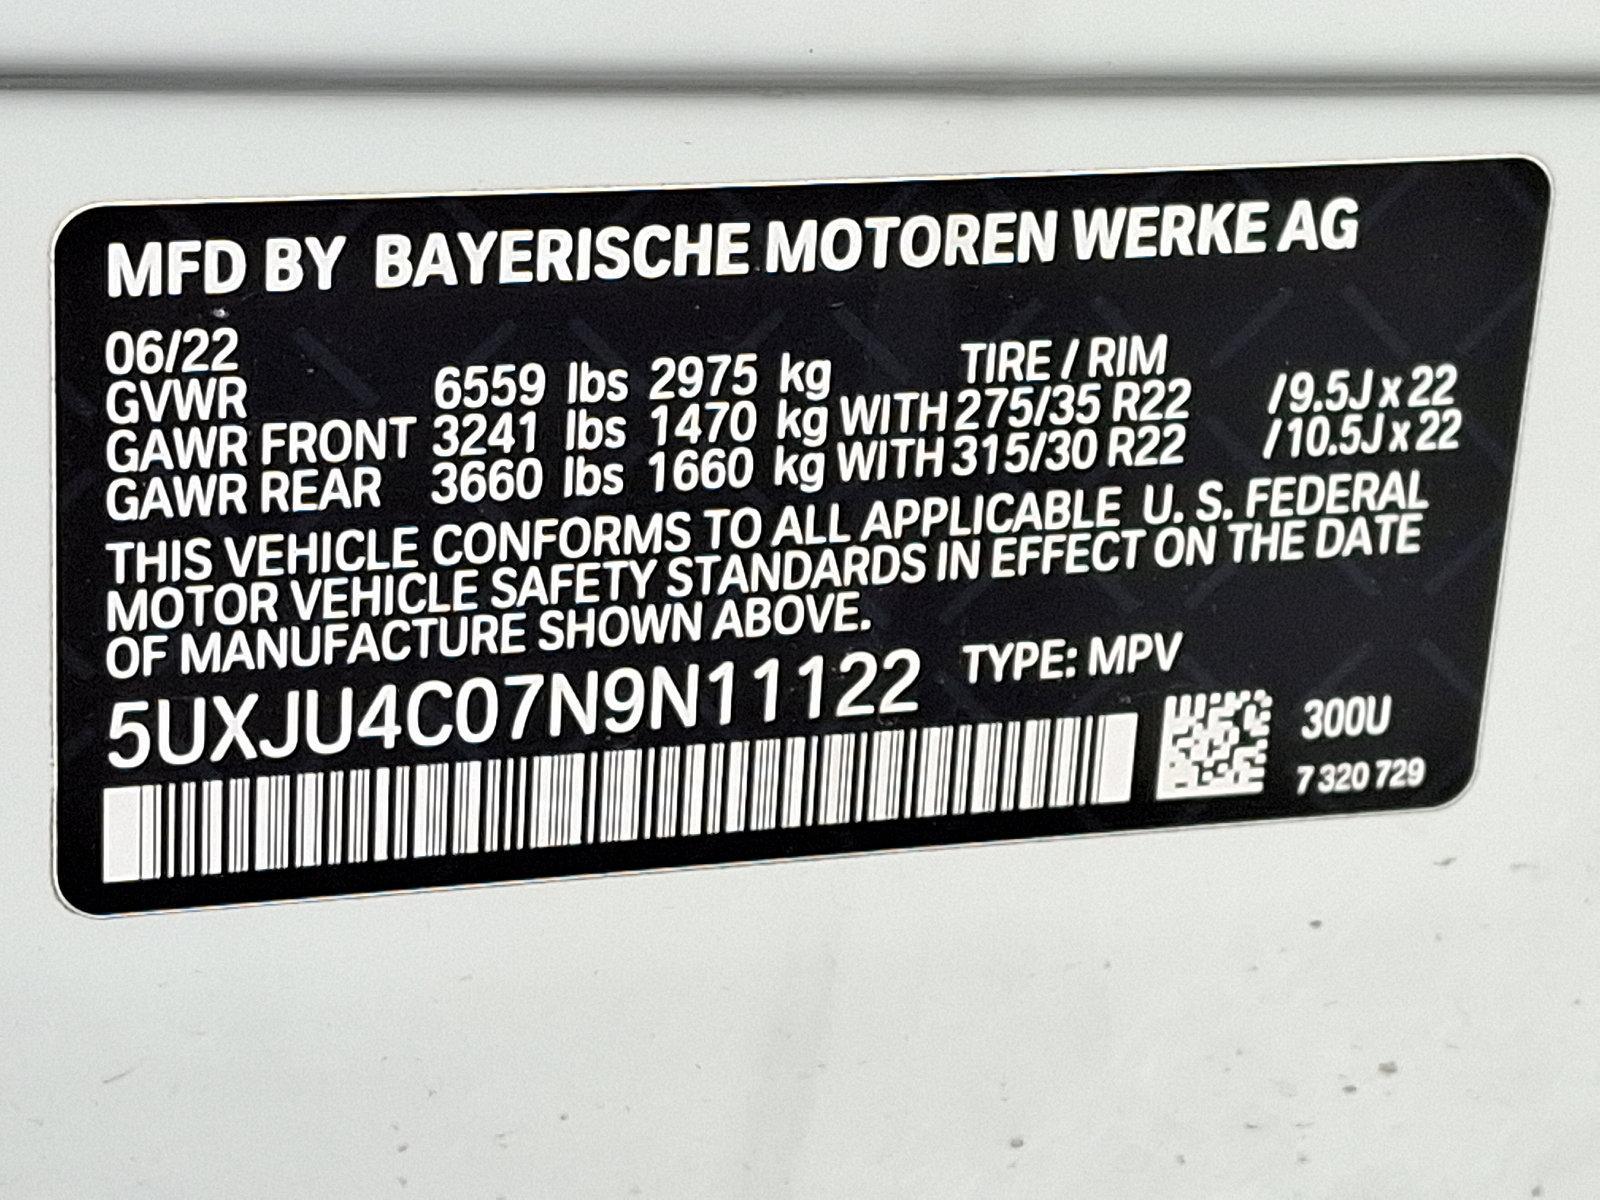 MFD BY BAYERISCHE MOTOREN WERKE AG
06/22 TIRE / RIM
GVWR 6559 lbs 2975 kg
GAWR FRONT 3241 lbs 1470 kg WITH 275/35 R22 /9.5J x 22
GAWR REAR 3660 lbs 1660 kg WITH 315/30 R22 /10.5J x 22
THIS VEHICLE CONFORMS TO ALL APPLICABLE U. S. FEDERAL
MOTOR VEHICLE SAFETY STANDARDS IN EFFECT ON THE DATE
OF MANUFACTURE SHOWN ABOVE.
5UXJU4C07N9N11122 TYPE: MPV
300U
7 320 729